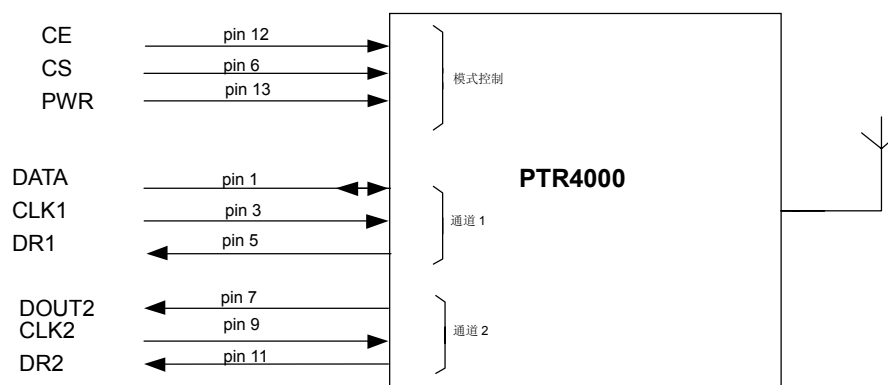 CE pin 12
CS pin 6
PWR pin 13
模式控制
DATA pin 1
PTR4000
CLK1 pin 3
通道 1
DR1 pin 5
DOUT2 pin 7
CLK2 pin 9
通道 2
DR2 pin 11